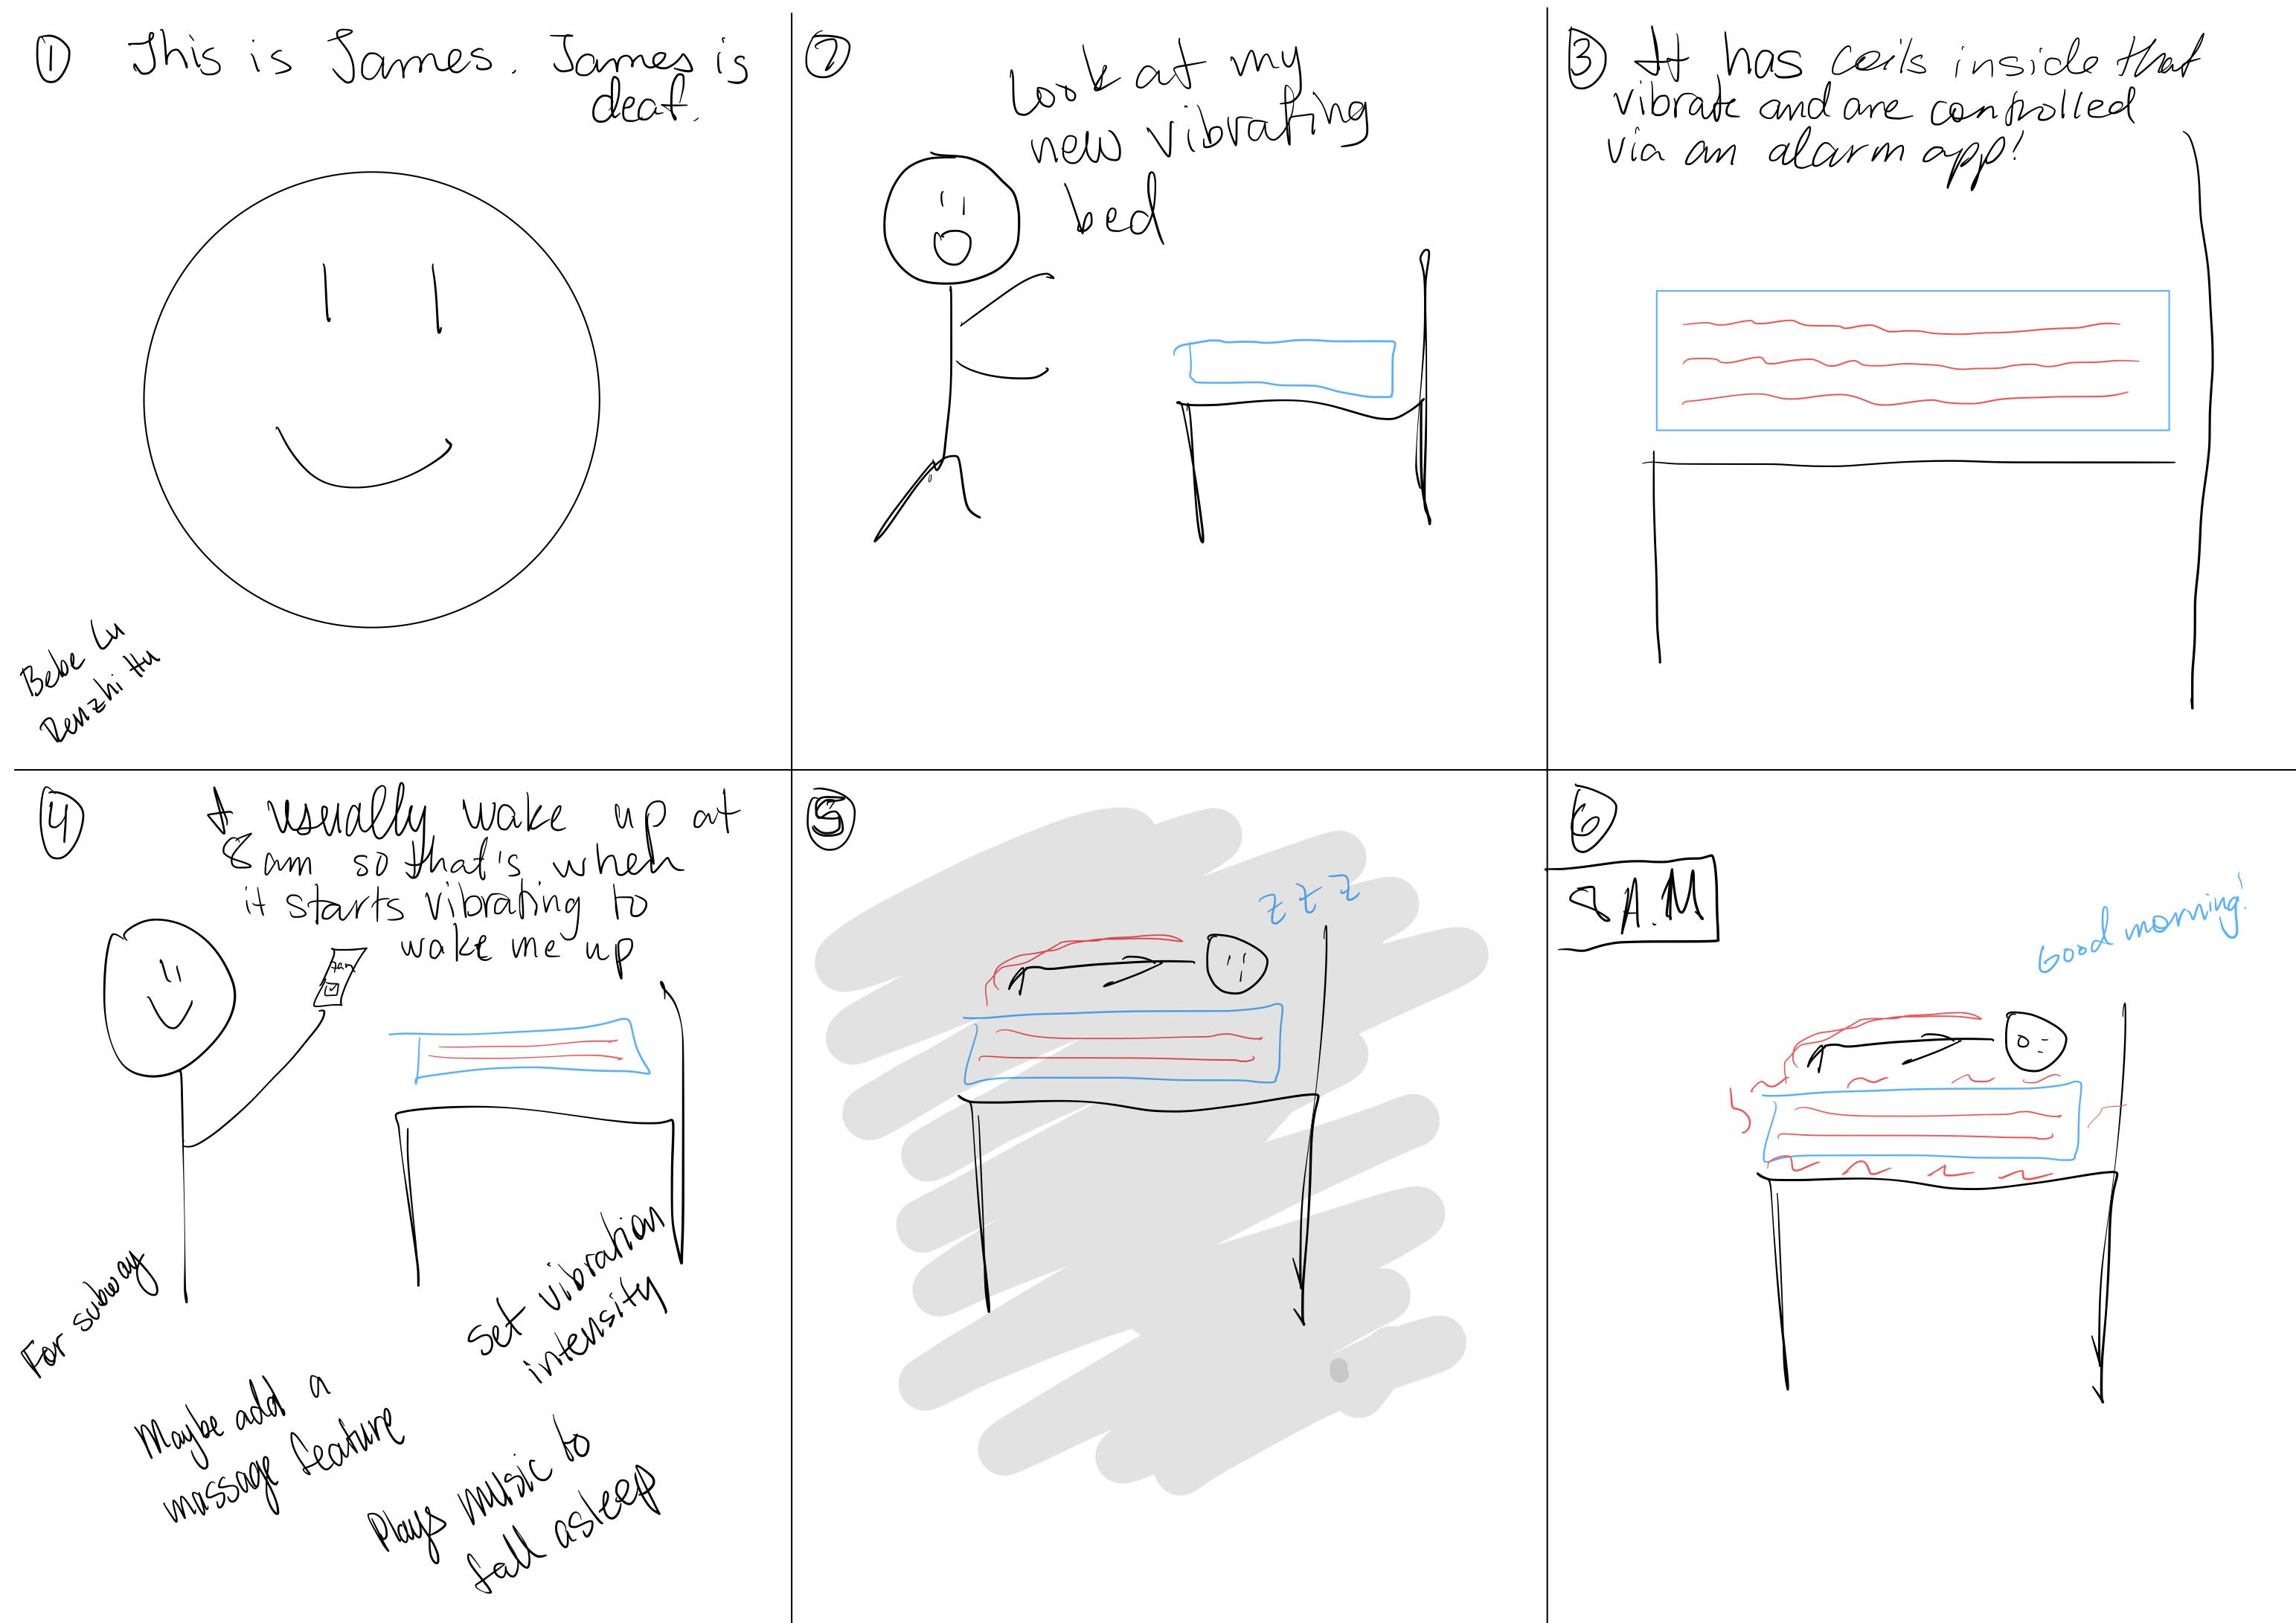 1 This is James. James is
deaf.
Bebe Lu
Renzhi Hu
2
Look at my
new vibrating
bed
3 It has coils inside that
vibrate and are controlled
via an alarm app!
4 I usually wake up at
8am so that's when
it starts vibrating to
wake me up
For subway
Set vibration
intensity
Maybe add a
massage feature
Plays music to
fall asleep
5
z z z
6
8 A.M
Good morning!